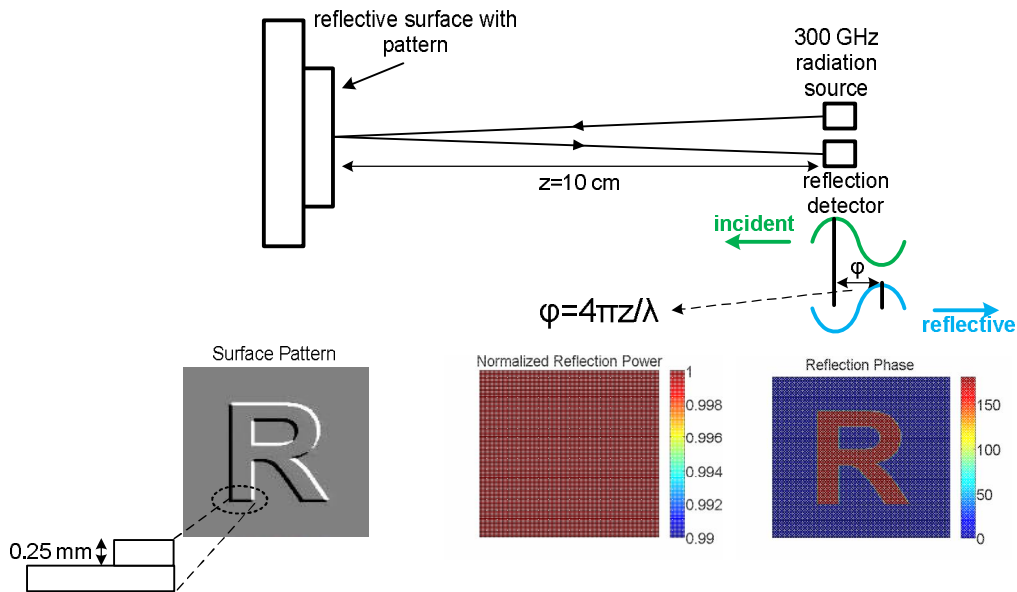 reflective surface with
pattern
300 GHz
radiation
source
z=10 cm
reflection
detector
incident
φ
φ=4πz/λ
reflective
Surface Pattern
R
0.25 mm
Normalized Reflection Power
1
0.998
0.996
0.994
0.992
0.99
Reflection Phase
R
150
100
50
0